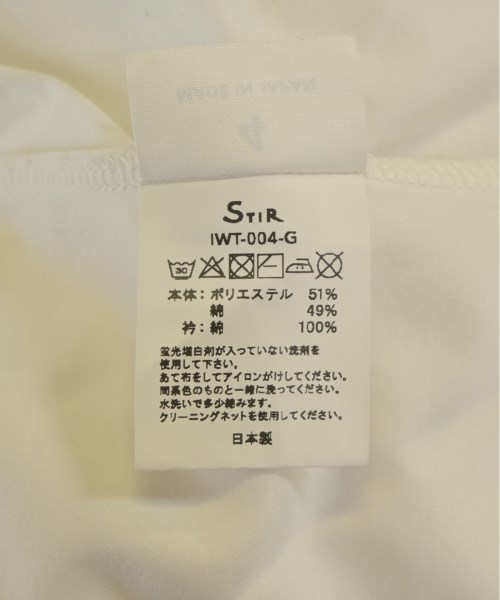 MADE IN JAPAN
4
STIR
IWT-004-G
30
本体：ポリエステル 51%
綿 49%
衿：綿 100%
蛍光増白剤が入っていない洗剤を
使用して下さい。
あて布をしてアイロンがけしてください。
同系色のものと一緒に洗ってください。
水洗いで多少縮みます。
クリーニングネットを使用してください。
日本製